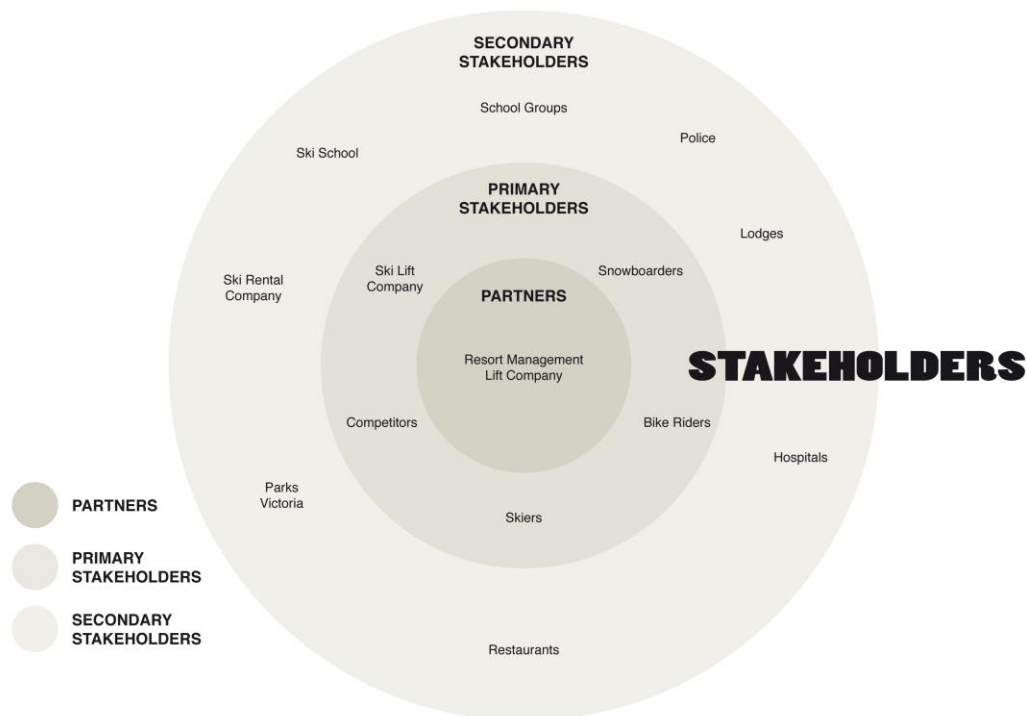 SECONDARY
STAKEHOLDERS
School Groups
Police
Ski School
PRIMARY
STAKEHOLDERS
Lodges
Ski Lift
Company
Snowboarders
Ski Rental
Company
PARTNERS
Resort Management
Lift Company
STAKEHOLDERS
Competitors
Bike Riders
Hospitals
Parks
Victoria
Skiers
Restaurants
PARTNERS
PRIMARY
STAKEHOLDERS
SECONDARY
STAKEHOLDERS